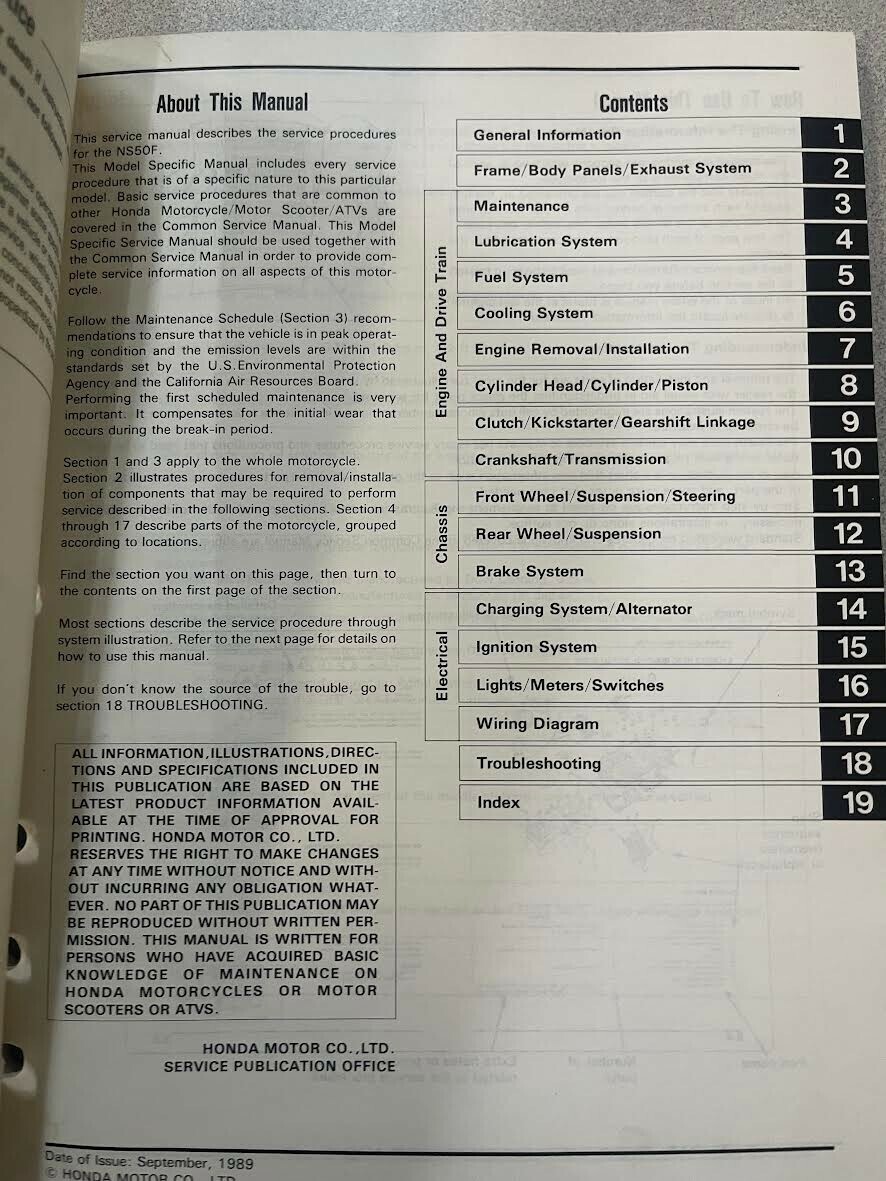 About This Manual
This service manual describes the service procedures
for the NS50F.
This Model Specific Manual includes every service
procedure that is of a specific nature to this particular
model. Basic service procedures that are common to
other Honda Motorcycle/Motor Scooter/ATVs are
covered in the Common Service Manual. This Model
Specific Service Manual should be used together with
the Common Service Manual in order to provide com-
plete service information on all aspects of this motor-
cycle.
Follow the Maintenance Schedule (Section 3) recom-
mendations to ensure that the vehicle is in peak operat-
ing condition and the emission levels are within the
standards set by the U.S.Environmental Protection
Agency and the California Air Resources Board.
Performing the first scheduled maintenance is very
important. It compensates for the initial wear that
occurs during the break-in period.
Section 1 and 3 apply to the whole motorcycle.
Section 2 illustrates procedures for removal/installa-
tion of components that may be required to perform
service described in the following sections. Section 4
through 17 describe parts of the motorcycle, grouped
according to locations.
Find the section you want on this page, then turn to
the contents on the first page of the section.
Most sections describe the service procedure through
system illustration. Refer to the next page for details on
how to use this manual.
If you don't know the source of the trouble, go to
section 18 TROUBLESHOOTING.
ALL INFORMATION,ILLUSTRATIONS,DIREC-
TIONS AND SPECIFICATIONS INCLUDED IN
THIS PUBLICATION ARE BASED ON THE
LATEST PRODUCT INFORMATION AVAIL-
ABLE AT THE TIME OF APPROVAL FOR
PRINTING. HONDA MOTOR CO., LTD.
RESERVES THE RIGHT TO MAKE CHANGES
AT ANY TIME WITHOUT NOTICE AND WITH-
OUT INCURRING ANY OBLIGATION WHAT-
EVER. NO PART OF THIS PUBLICATION MAY
BE REPRODUCED WITHOUT WRITTEN PER-
MISSION. THIS MANUAL IS WRITTEN FOR
PERSONS WHO HAVE ACQUIRED BASIC
KNOWLEDGE OF MAINTENANCE ON
HONDA MOTORCYCLES OR MOTOR
SCOOTERS OR ATVS.
HONDA MOTOR CO.,LTD.
SERVICE PUBLICATION OFFICE
Date of Issue: September, 1989
© HONDA MOTOR CO., LTD.
Contents
General Information 1
Frame/Body Panels/Exhaust System 2
Engine And Drive Train
Maintenance 3
Lubrication System 4
Fuel System 5
Cooling System 6
Engine Removal/Installation 7
Cylinder Head/Cylinder/Piston 8
Clutch/Kickstarter/Gearshift Linkage 9
Crankshaft/Transmission 10
Chassis
Front Wheel/Suspension/Steering 11
Rear Wheel/Suspension 12
Brake System 13
Electrical
Charging System/Alternator 14
Ignition System 15
Lights/Meters/Switches 16
Wiring Diagram 17
Troubleshooting 18
Index 19